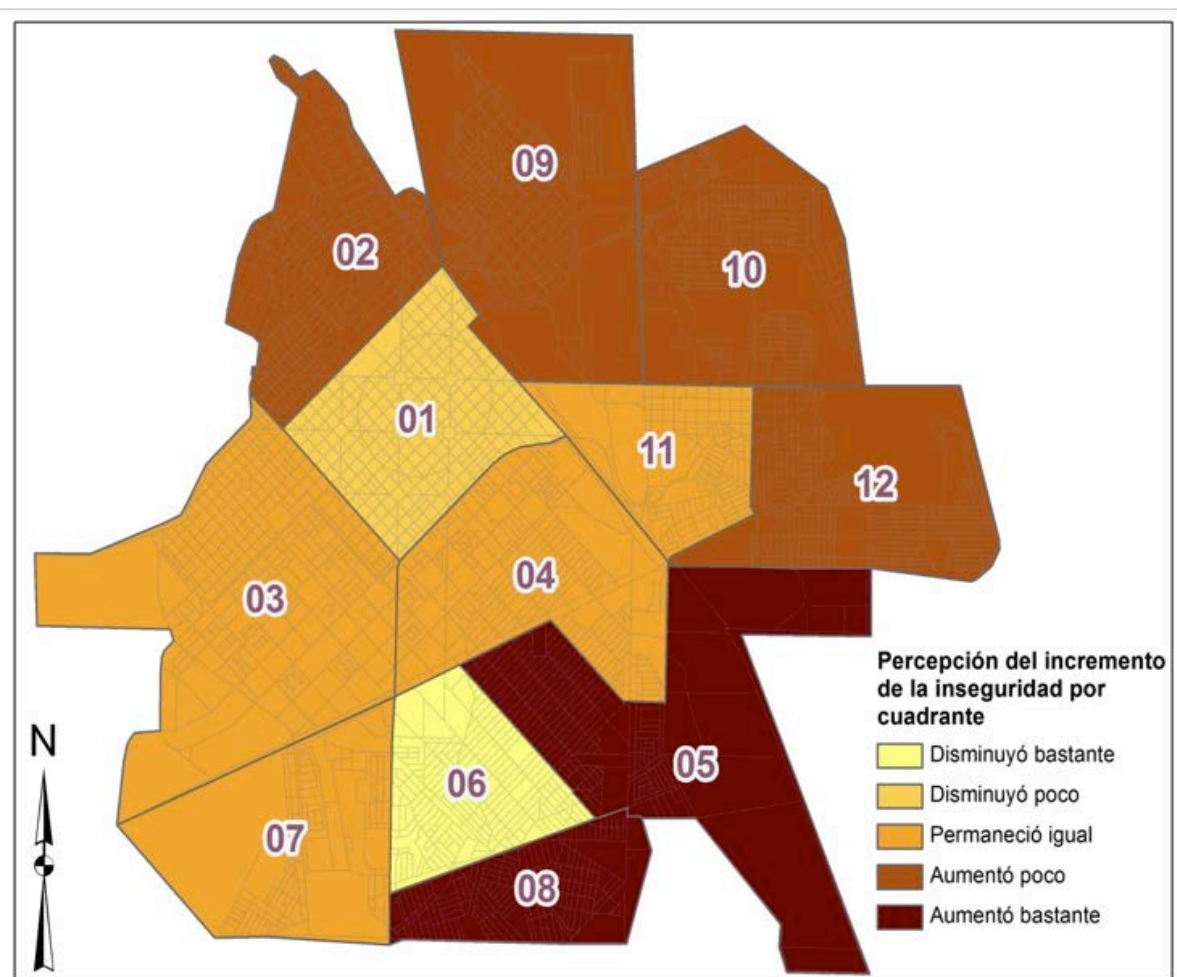 09
02
10
01
11
12
04
03
Percepción del incremento
de la inseguridad por
cuadrante
N
Disminuyó bastante
05
06
Disminuyó poco
07
Permaneció igual
Aumentó poco
08
Aumentó bastante